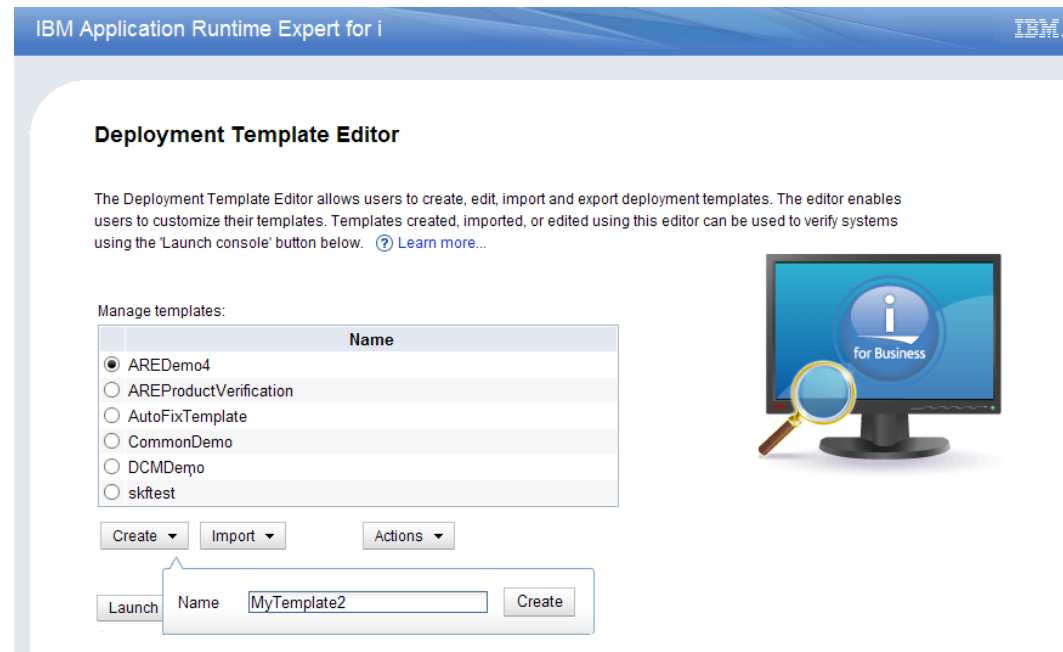 IBM Application Runtime Expert for i
IBM.
Deployment Template Editor
The Deployment Template Editor allows users to create, edit, import and export deployment templates. The editor enables
users to customize their templates. Templates created, imported, or edited using this editor can be used to verify systems
using the 'Launch console' button below. ? Learn more...
Manage templates:
Name
AREDemo4
AREProductVerification
AutoFixTemplate
CommonDemo
DCMDemo
skftest
i
for Business
Create
Import
Actions
Launch
Name
MyTemplate2
Create